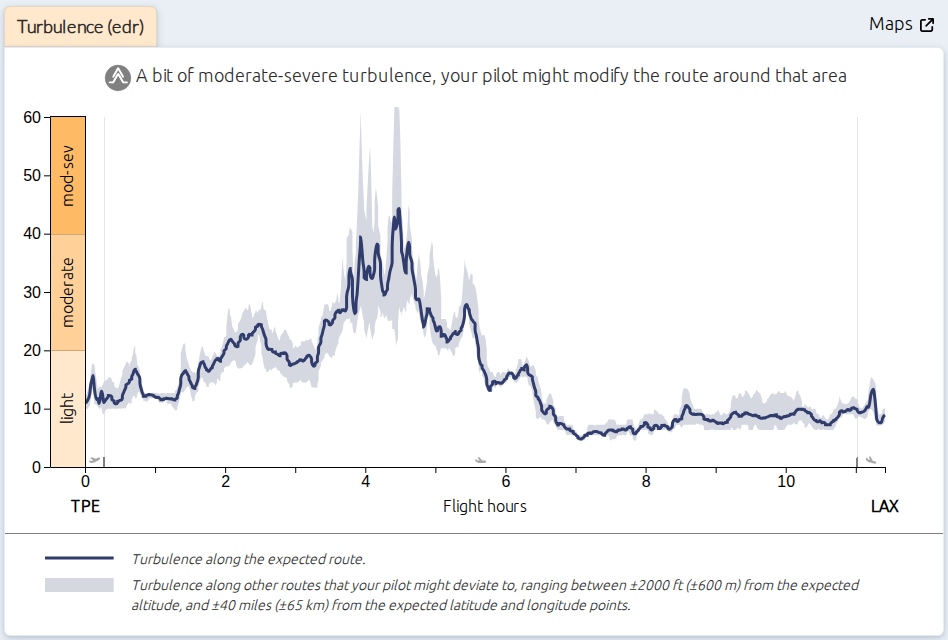 Turbulence (edr)
Maps
A bit of moderate-severe turbulence, your pilot might modify the route around that area
60
50
40
30
20
10
0
mod-sev
moderate
light
0 2 4 6 8 10
TPE Flight hours LAX
Turbulence along the expected route.
Turbulence along other routes that your pilot might deviate to, ranging between ±2000 ft (±600 m) from the expected
altitude, and ±40 miles (±65 km) from the expected latitude and longitude points.